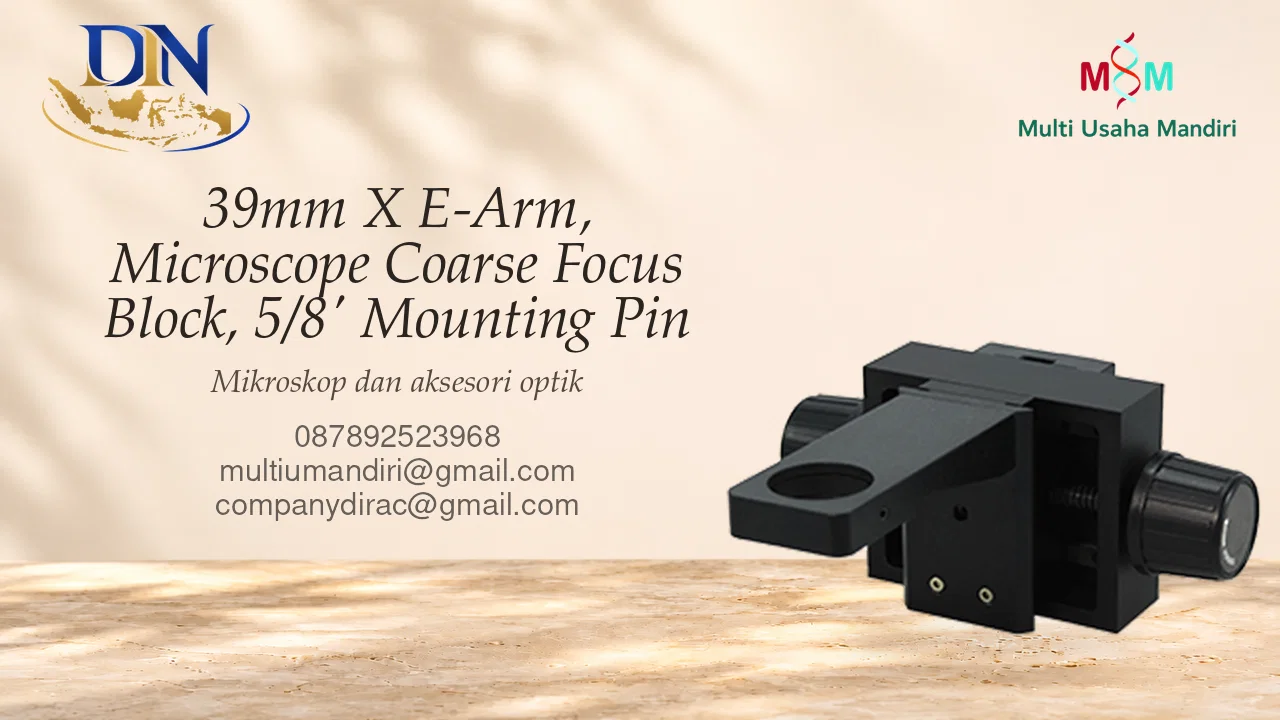 DIN
MSM
Multi Usaha Mandiri
39mm X E-Arm,
Microscope Coarse Focus
Block, 5/8' Mounting Pin
Mikroskop dan aksesori optik
087892523968
multiumandiri@gmail.com
companydirac@gmail.com